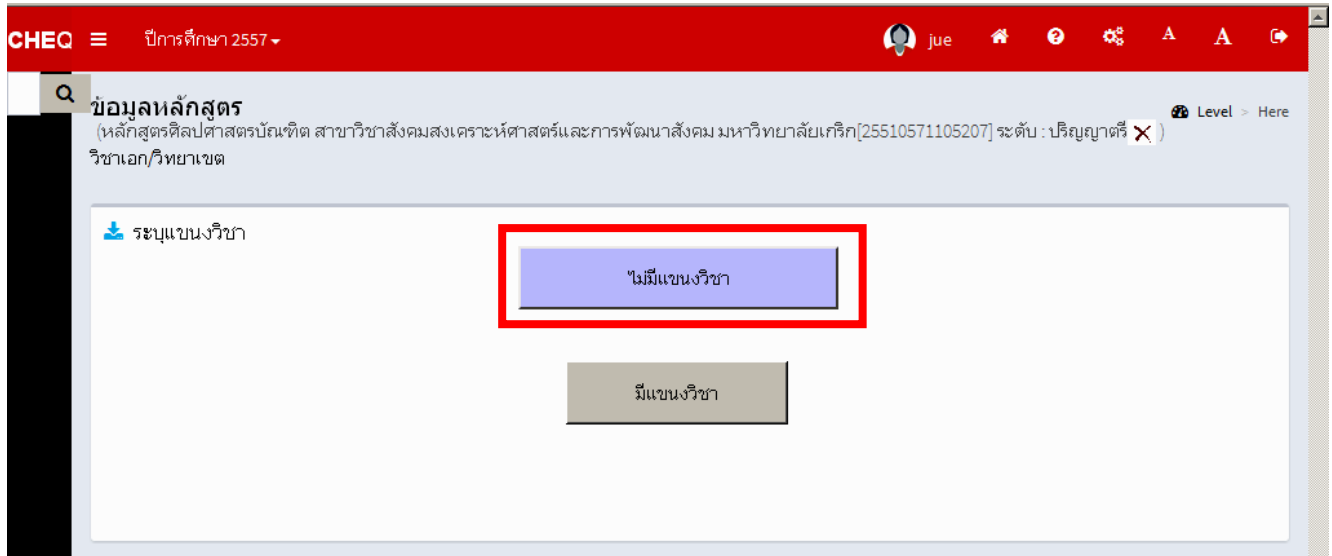 CHEQ ปีการศึกษา 2557 jue A A
ข้อมูลหลักสูตร
Level > Here
(หลักสูตรศิลปศาสตรบัณฑิต สาขาวิชาสังคมสงเคราะห์ศาสตร์และการพัฒนาสังคม มหาวิทยาลัยเกริก[25510571105207] ระดับ : ปริญญาตรี )
วิชาเอก/วิทยาเขต
ระบุแขนงวิชา
ไม่มีแขนงวิชา
มีแขนงวิชา